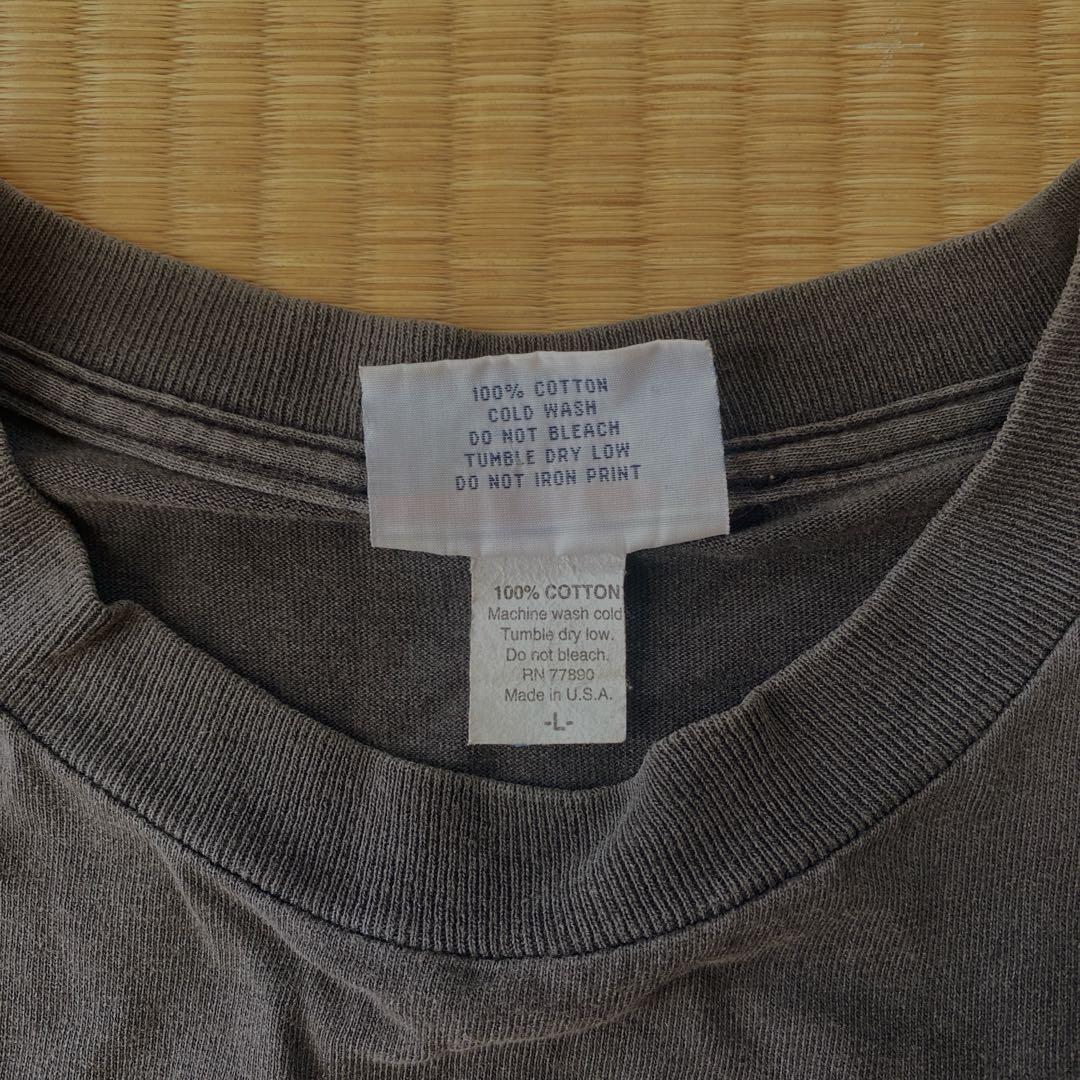 100% COTTON
COLD WASH
DO NOT BLEACH
TUMBLE DRY LOW
DO NOT IRON PRINT
100% COTTON
Machine wash cold
Tumble dry low.
Do not bleach.
RN 77890
Made in U.S.A.
-L-